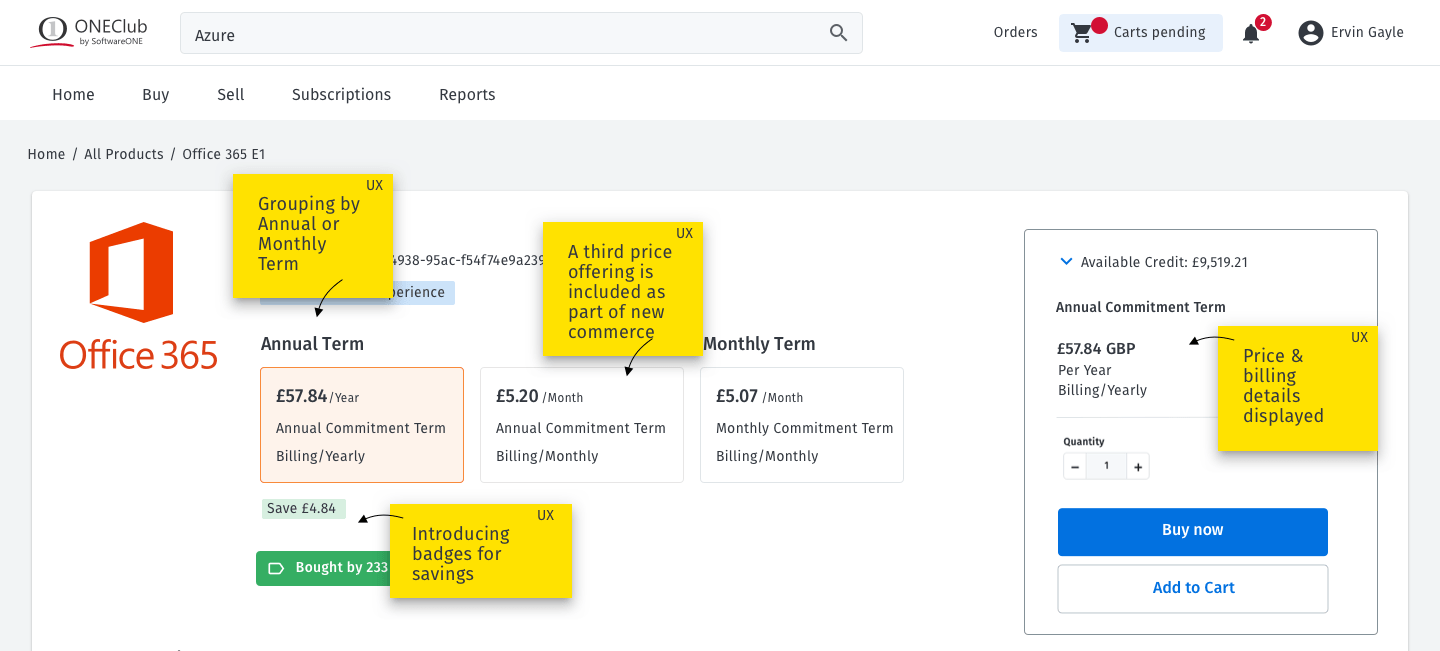 ONEClub
by SoftwareONE
Azure
Orders
Carts pending
2
Ervin Gayle
Home
Buy
Sell
Subscriptions
Reports
Home / All Products / Office 365 E1
UX
Grouping by
Annual or
Monthly
Term
4938-95ac-f54f74e9a239
UX
A third price
offering is
included as
part of new
commerce
Office 365
Annual Term
Monthly Term
£57.84/Year
Annual Commitment Term
Billing/Yearly
£5.20 /Month
Annual Commitment Term
Billing/Monthly
£5.07 /Month
Monthly Commitment Term
Billing/Monthly
Save £4.84
Bought by 233
UX
Introducing
badges for
savings
Available Credit: £9,519.21
Annual Commitment Term
£57.84 GBP
Per Year
Billing/Yearly
UX
Price &
billing
details
displayed
Quantity
− 1 +
Buy now
Add to Cart